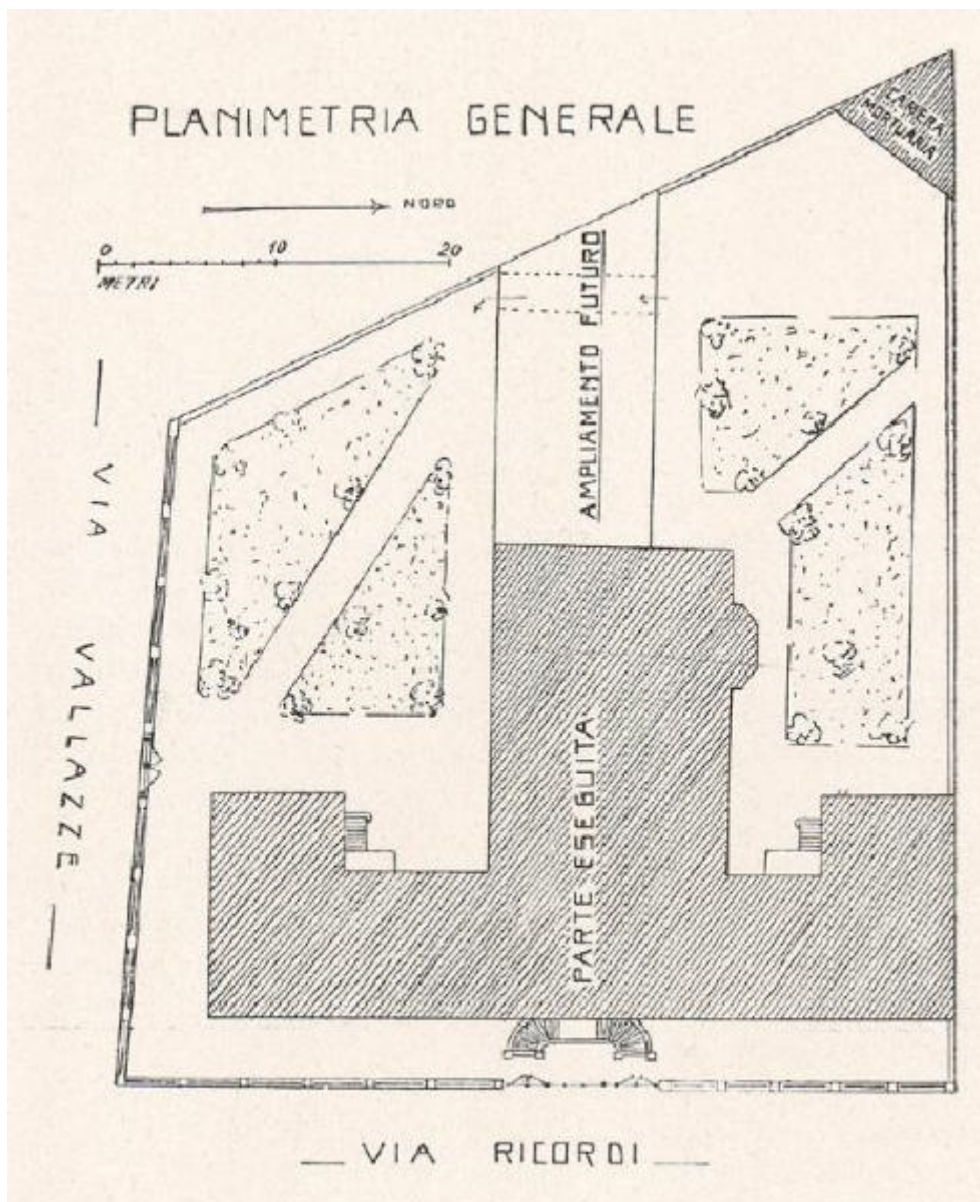 PLANIMETRIA GENERALE
CAMERA
MORTUARIA
NORD
0 10 20
METRI
AMPLIAMENTO FUTURO
VIA VALLAZZE
PARTE ESEGUITA
VIA RICORDI